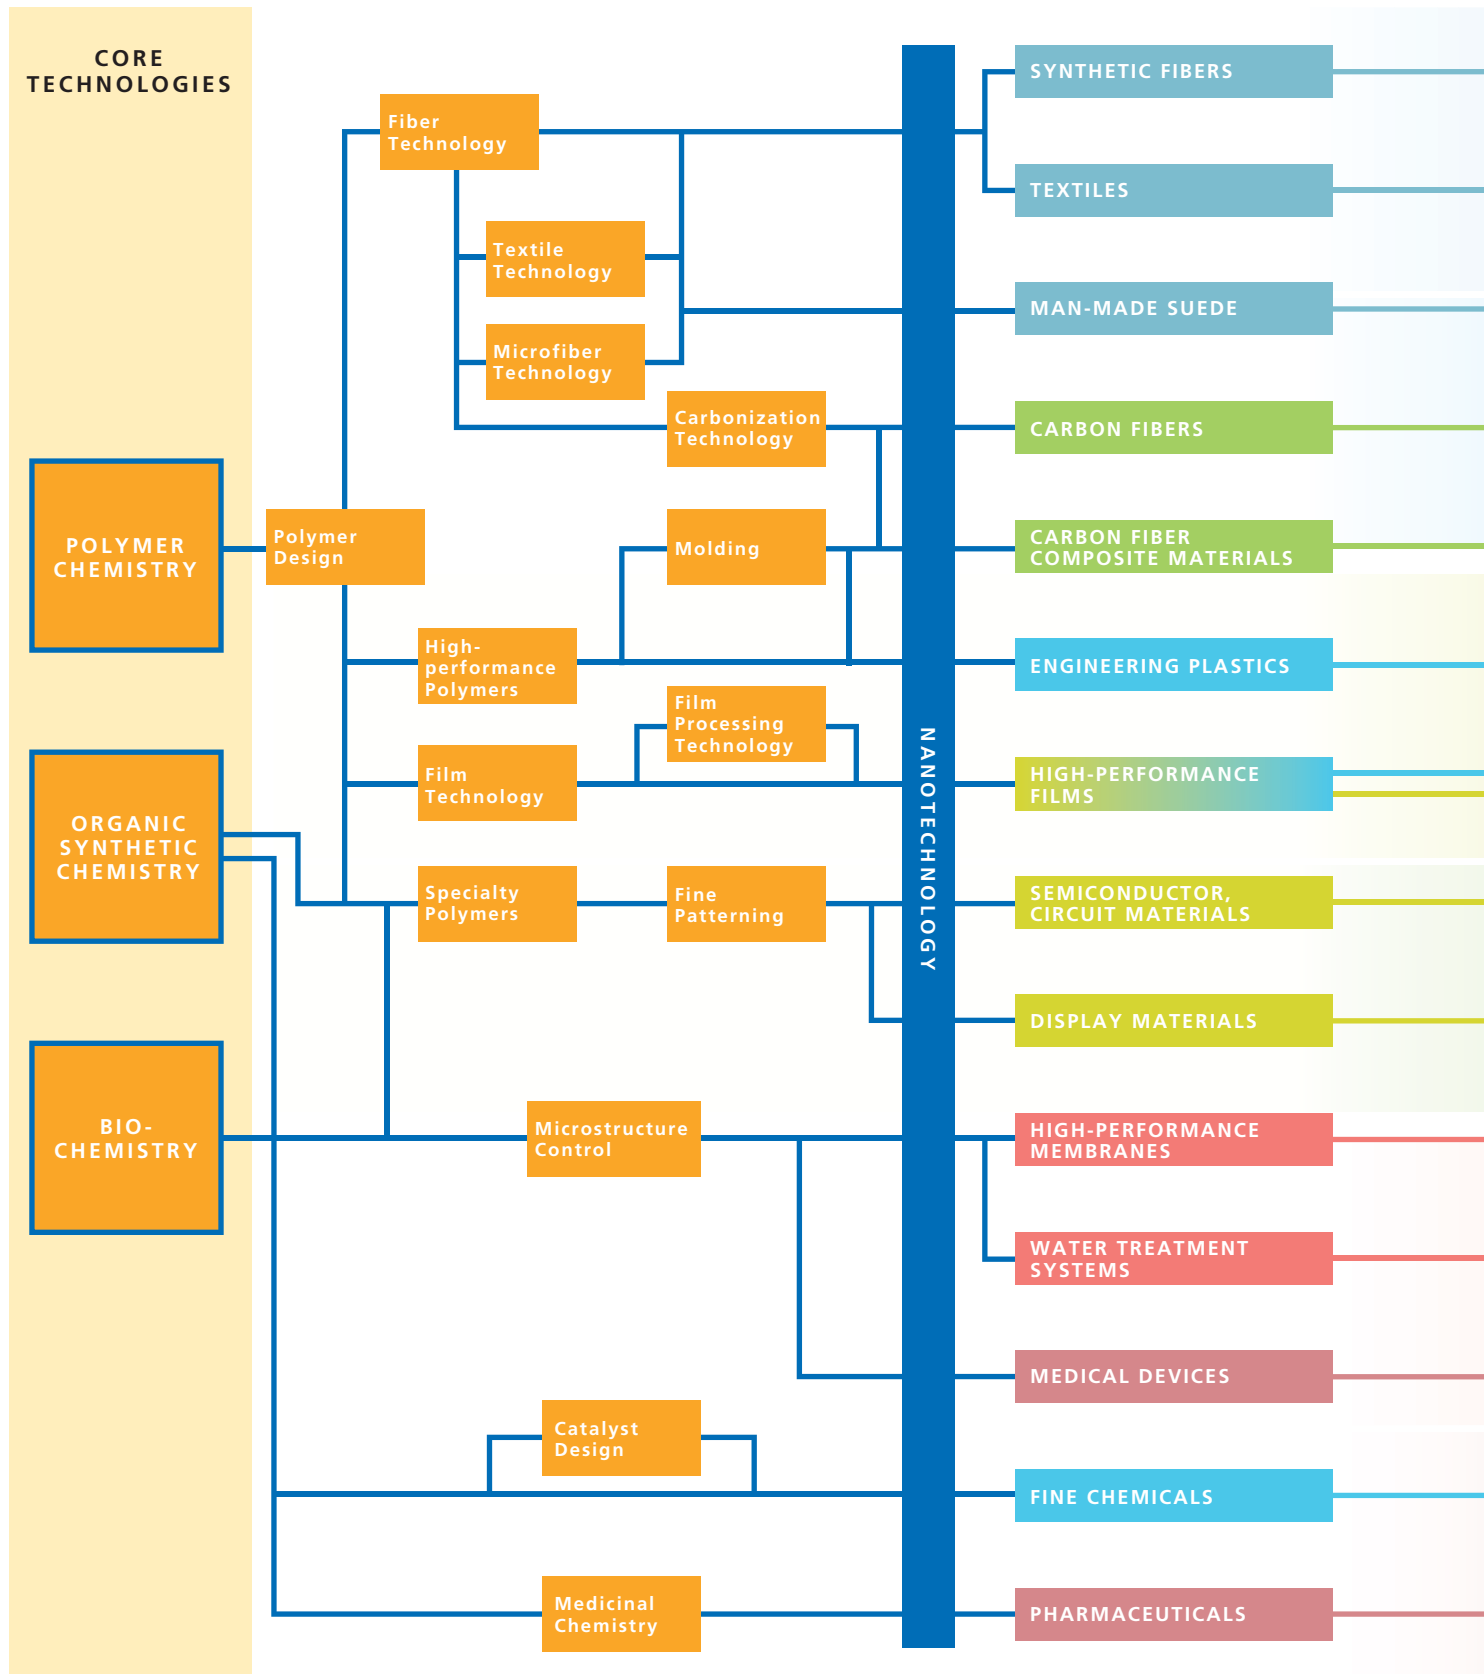 CORE
TECHNOLOGIES
POLYMER
CHEMISTRY
ORGANIC
SYNTHETIC
CHEMISTRY
BIO-
CHEMISTRY
Polymer
Design
Fiber
Technology
Textile
Technology
Microfiber
Technology
Carbonization
Technology
Molding
High-
performance
Polymers
Film
Processing
Technology
Film
Technology
Specialty
Polymers
Fine
Patterning
Microstructure
Control
Catalyst
Design
Medicinal
Chemistry
NANOTECHNOLOGY
SYNTHETIC FIBERS
TEXTILES
MAN-MADE SUEDE
CARBON FIBERS
CARBON FIBER
COMPOSITE MATERIALS
ENGINEERING PLASTICS
HIGH-PERFORMANCE
FILMS
SEMICONDUCTOR,
CIRCUIT MATERIALS
DISPLAY MATERIALS
HIGH-PERFORMANCE
MEMBRANES
WATER TREATMENT
SYSTEMS
MEDICAL DEVICES
FINE CHEMICALS
PHARMACEUTICALS